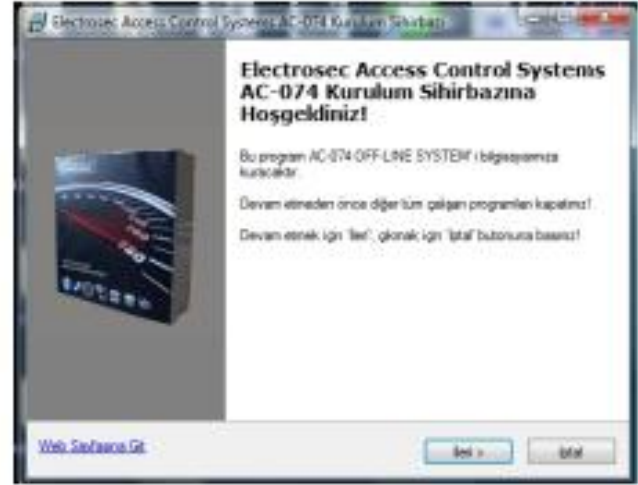 Electrosec Access Control Systems AC-074 Kurulum Sihirbazı
Electrosec Access Control Systems
AC-074 Kurulum Sihirbazına
Hoşgeldiniz!
Bu program AC-074 OFF-LINE SYSTEM'i bilgisayarınıza
kuracaktır.
Devam etmeden önce diğer tüm çalışan programları kapatınız!
Devam etmek için 'İleri', çıkmak için 'İptal' butonuna basınız!
Web Sayfasına Git
İleri >
İptal